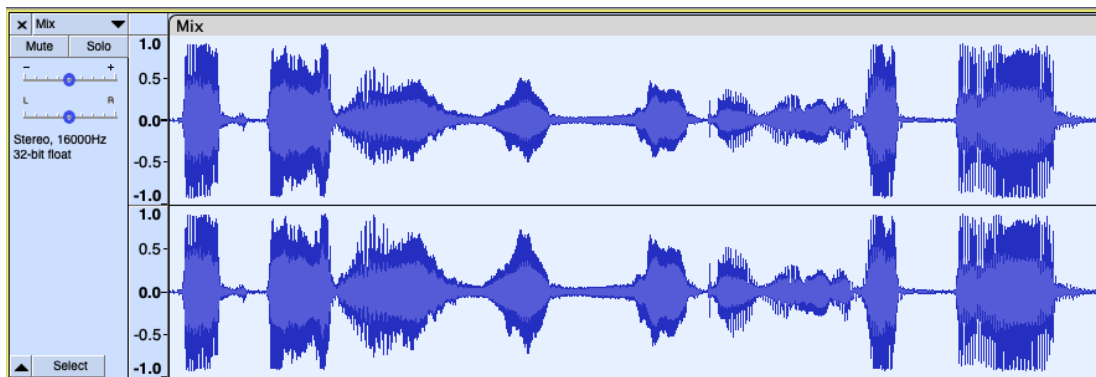 × Mix ▼ Mix
Mute Solo
- +
L R
Stereo, 16000Hz
32-bit float
Select
1.0
0.5-
0.0-
-0.5-
-1.0
1.0
0.5-
0.0-
-0.5-
-1.0